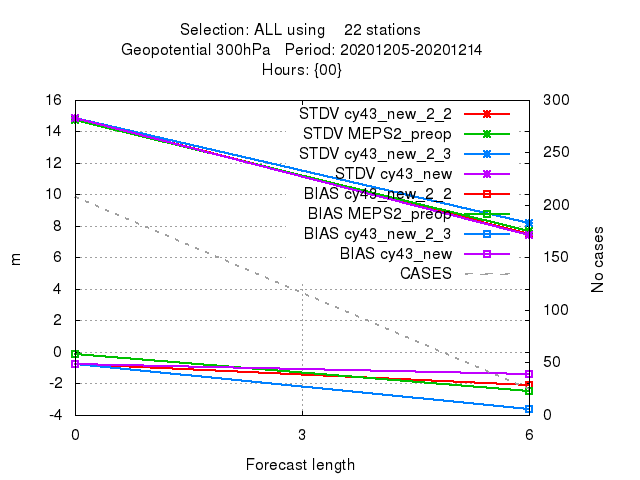 Selection: ALL using    22 stations
Geopotential 300hPa   Period: 20201205-20201214
Hours: {00}
16
14
12
10
8
6
4
2
0
-2
-4
m
300
250
200
150
100
50
0
No cases
STDV cy43_new_2_2
STDV MEPS2_preop
STDV cy43_new_2_3
STDV cy43_new
BIAS cy43_new_2_2
BIAS MEPS2_preop
BIAS cy43_new_2_3
BIAS cy43_new
CASES
0
3
6
Forecast length